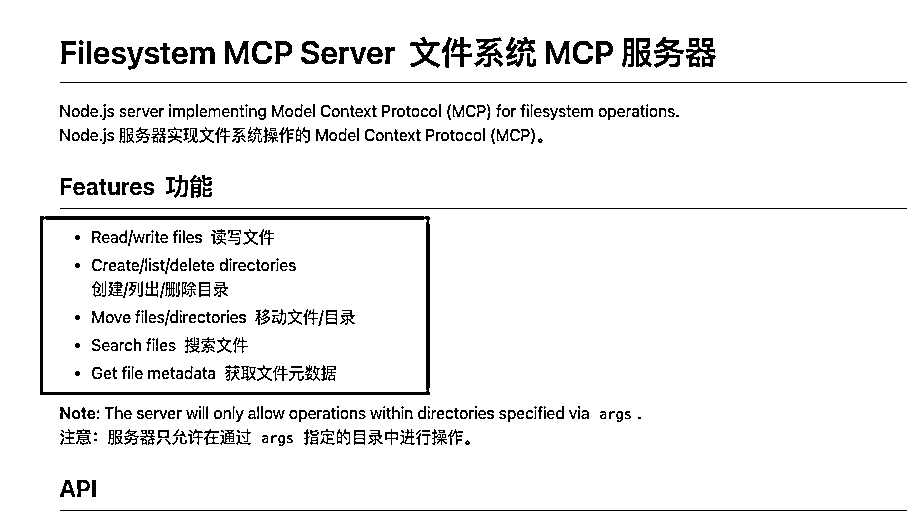 Filesystem MCP Server 文件系统 MCP 服务器
Node.js server implementing Model Context Protocol (MCP) for filesystem operations.
Node.js 服务器实现文件系统操作的 Model Context Protocol (MCP)。
Features 功能
• Read/write files 读写文件
• Create/list/delete directories
创建/列出/删除目录
• Move files/directories 移动文件/目录
• Search files 搜索文件
• Get file metadata 获取文件元数据
Note: The server will only allow operations within directories specified via args .
注意：服务器只允许在通过 args 指定的目录中进行操作。
API